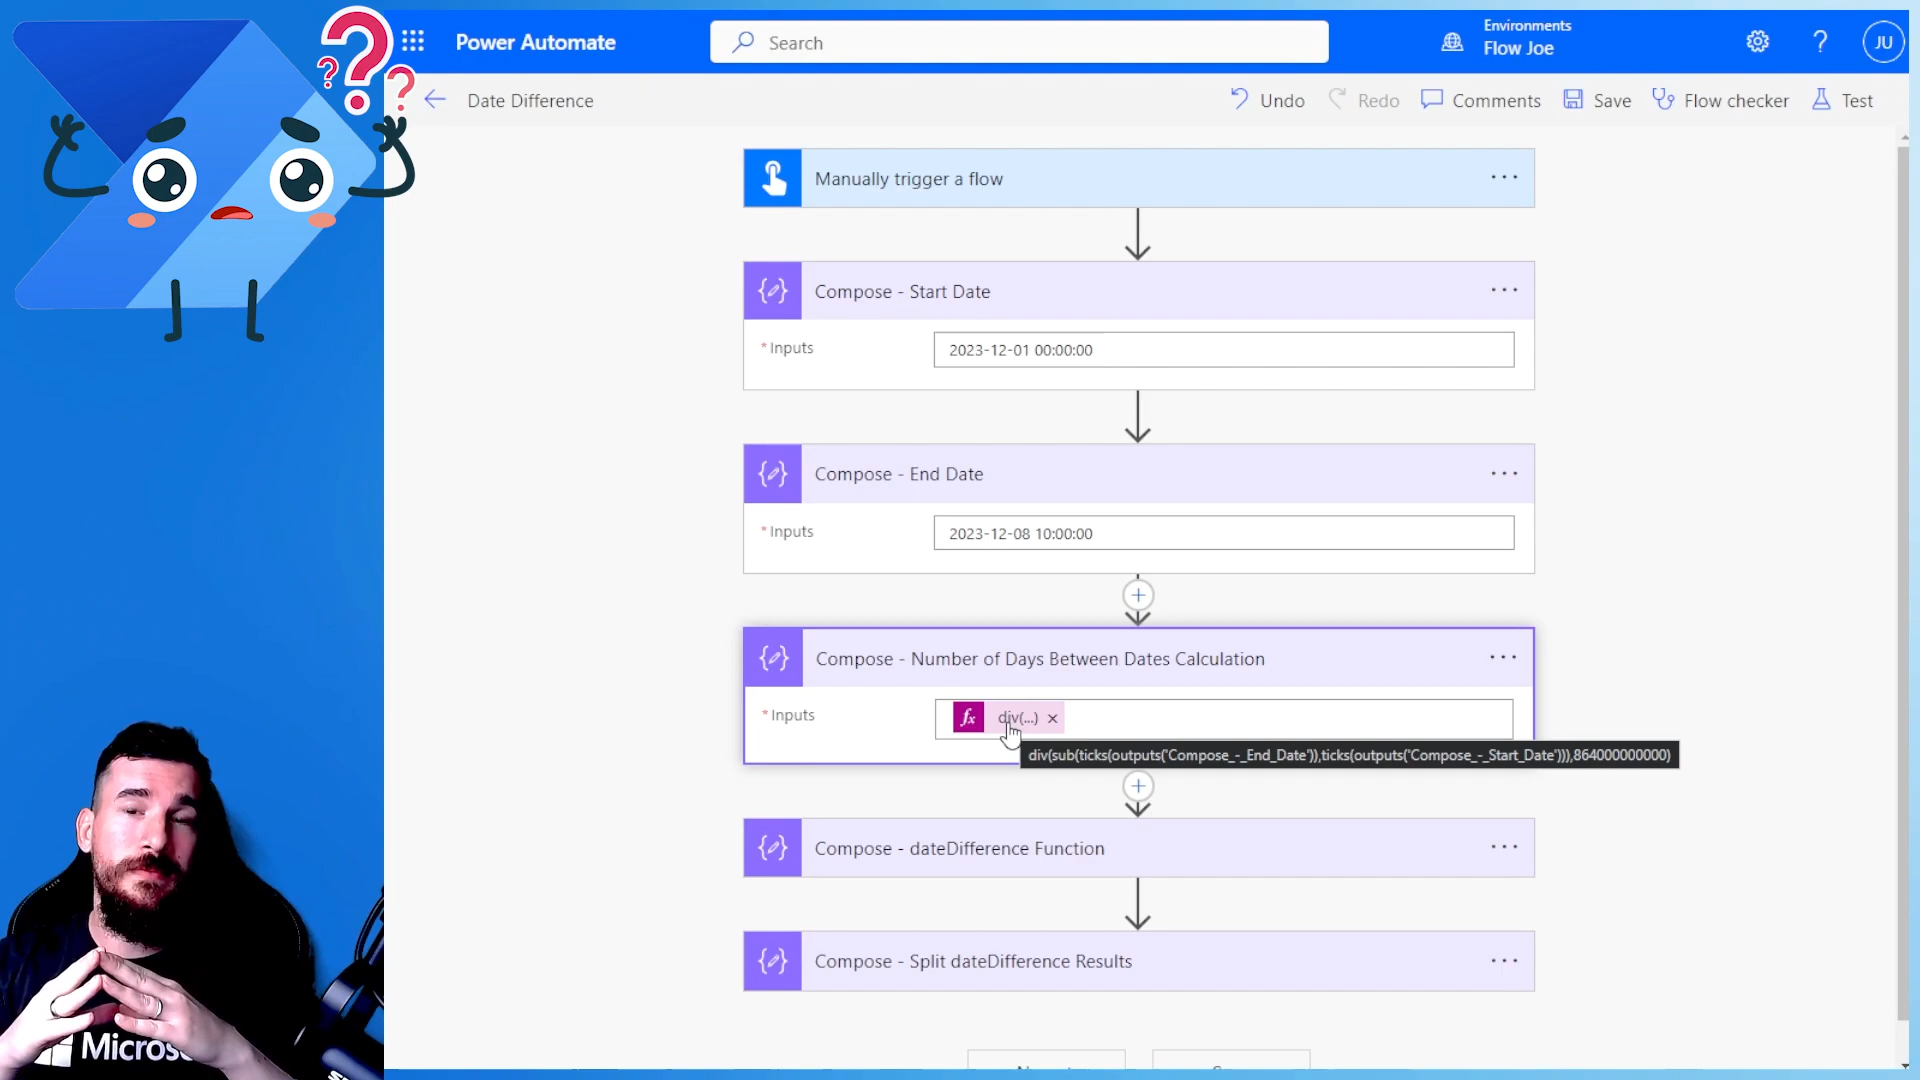 Power Automate
Search
Environments
Flow Joe
?
JU
Date Difference
Undo
Redo
Comments
Save
Flow checker
Test
Manually trigger a flow
Compose - Start Date
* Inputs
2023-12-01 00:00:00
Compose - End Date
* Inputs
2023-12-08 10:00:00
Compose - Number of Days Between Dates Calculation
* Inputs
fx div(...) ×
div(sub(ticks(outputs('Compose_-_End_Date')),ticks(outputs('Compose_-_Start_Date'))),864000000000)
Compose - dateDifference Function
Compose - Split dateDifference Results